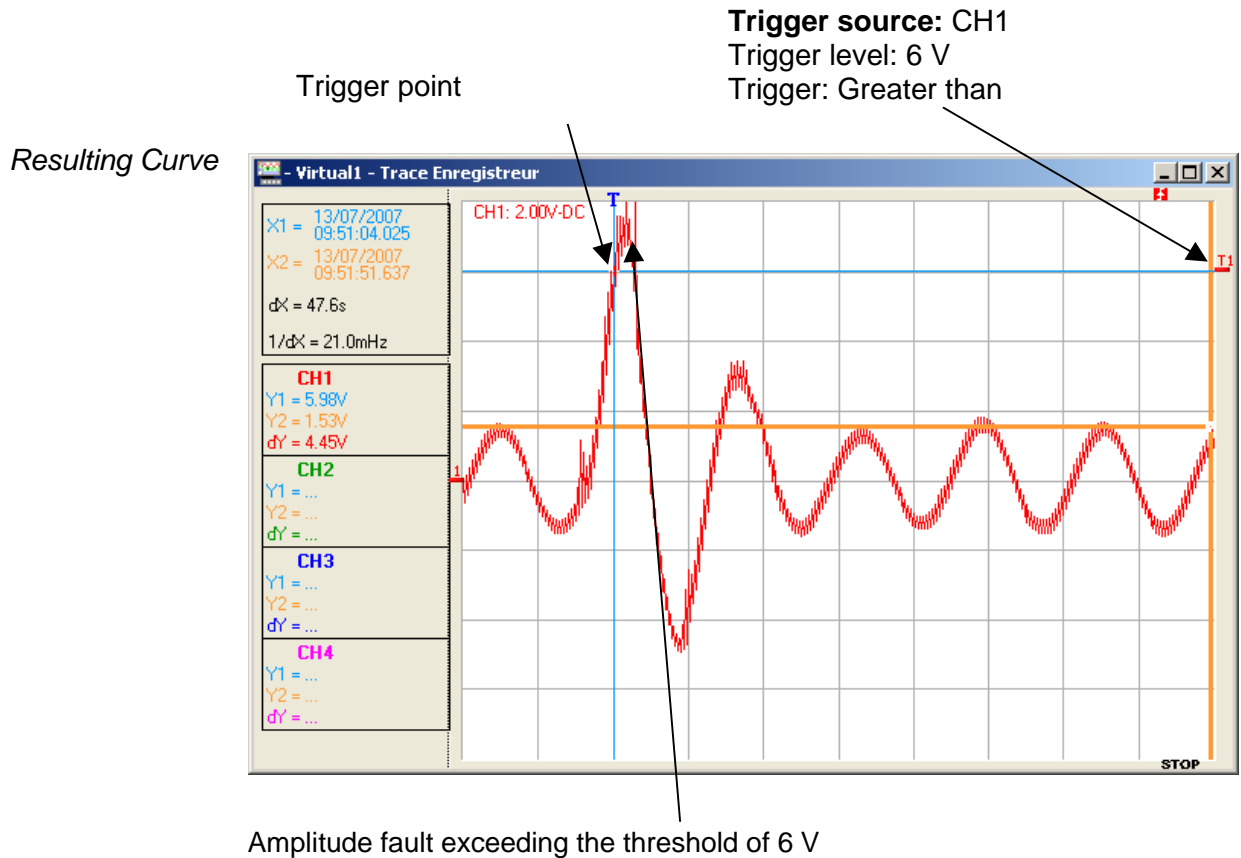 Trigger source: CH1
Trigger level: 6 V
Trigger: Greater than
Trigger point
Resulting Curve
- Virtual1 - Trace Enregistreur
X1 = 13/07/2007
09:51:04.025
X2 = 13/07/2007
09:51:51.637
dX = 47.6s
1/dX = 21.0mHz
CH1
Y1 = 5.98V
Y2 = 1.53V
dY = 4.45V
CH2
Y1 = ...
Y2 = ...
dY = ...
CH3
Y1 = ...
Y2 = ...
dY = ...
CH4
Y1 = ...
Y2 = ...
dY = ...
T
CH1: 2.00V-DC
T1
1
STOP
Amplitude fault exceeding the threshold of 6 V